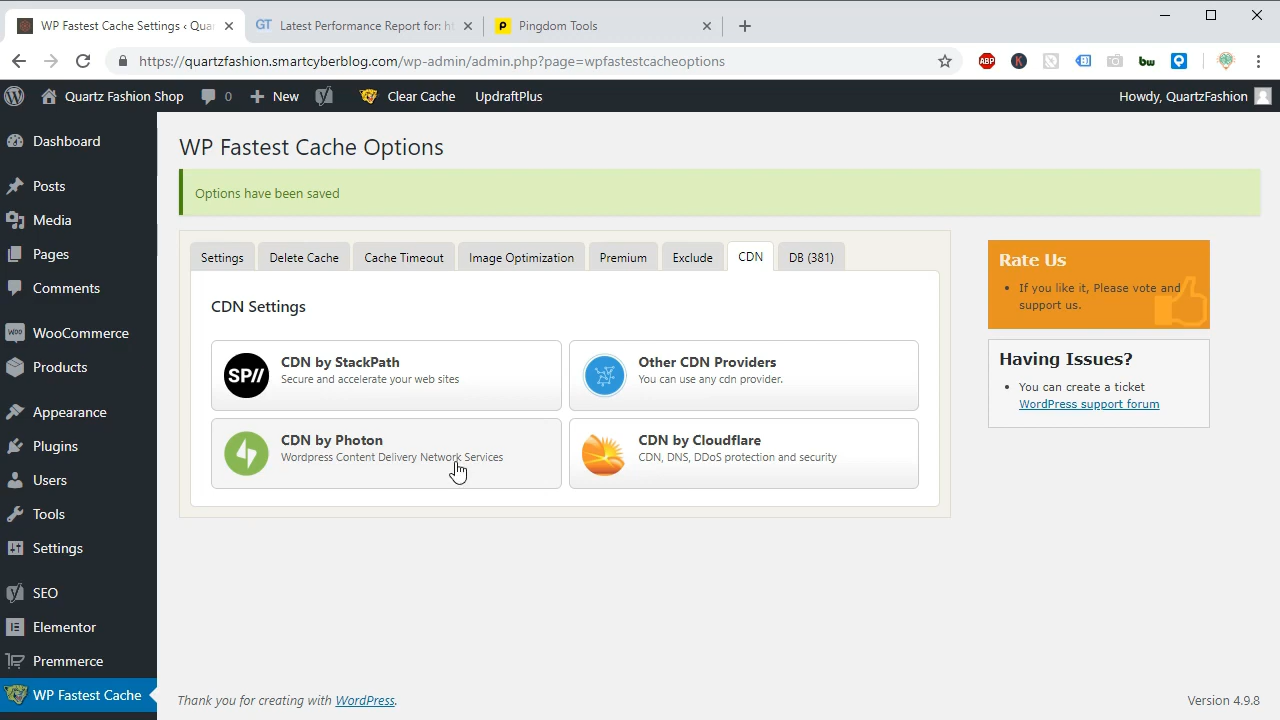 WP Fastest Cache Settings ‹ Qua
GT Latest Performance Report for: ht
p Pingdom Tools
https://quartzfashion.smartcyberblog.com/wp-admin/admin.php?page=wpfastestcacheoptions
ABP
K
bw
Quartz Fashion Shop
0
New
Clear Cache
UpdraftPlus
Howdy, QuartzFashion
Dashboard
Posts
Media
Pages
Comments
WOO WooCommerce
Products
Appearance
Plugins
Users
Tools
Settings
SEO
Elementor
Premmerce
WP Fastest Cache
WP Fastest Cache Options
Options have been saved
Settings
Delete Cache
Cache Timeout
Image Optimization
Premium
Exclude
CDN
DB (381)
CDN Settings
SP//
CDN by StackPath
Secure and accelerate your web sites
Other CDN Providers
You can use any cdn provider.
CDN by Photon
Wordpress Content Delivery Network Services
CDN by Cloudflare
CDN, DNS, DDoS protection and security
Rate Us
• If you like it, Please vote and
support us.
Having Issues?
• You can create a ticket
WordPress support forum
Thank you for creating with WordPress.
Version 4.9.8